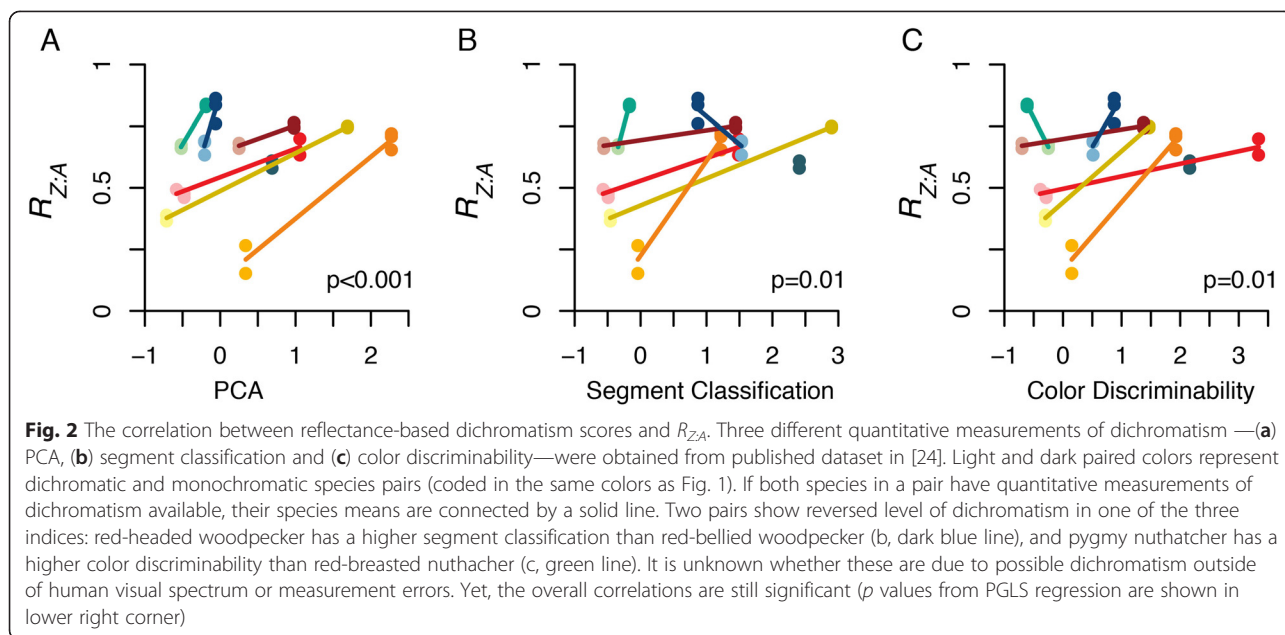 A
B
C
1
0.5
0
R_Z:A
−1 0 1 2
PCA
p<0.001
1
0.5
0
R_Z:A
−1 0 1 2 3
Segment Classification
p=0.01
1
0.5
0
R_Z:A
−1 0 1 2 3
Color Discriminability
p=0.01
Fig. 2 The correlation between reflectance-based dichromatism scores and R_Z:A. Three different quantitative measurements of dichromatism —(a)
PCA, (b) segment classification and (c) color discriminability—were obtained from published dataset in [24]. Light and dark paired colors represent
dichromatic and monochromatic species pairs (coded in the same colors as Fig. 1). If both species in a pair have quantitative measurements of
dichromatism available, their species means are connected by a solid line. Two pairs show reversed level of dichromatism in one of the three
indices: red-headed woodpecker has a higher segment classification than red-bellied woodpecker (b, dark blue line), and pygmy nuthatcher has a
higher color discriminability than red-breasted nuthacher (c, green line). It is unknown whether these are due to possible dichromatism outside
of human visual spectrum or measurement errors. Yet, the overall correlations are still significant (p values from PGLS regression are shown in
lower right corner)